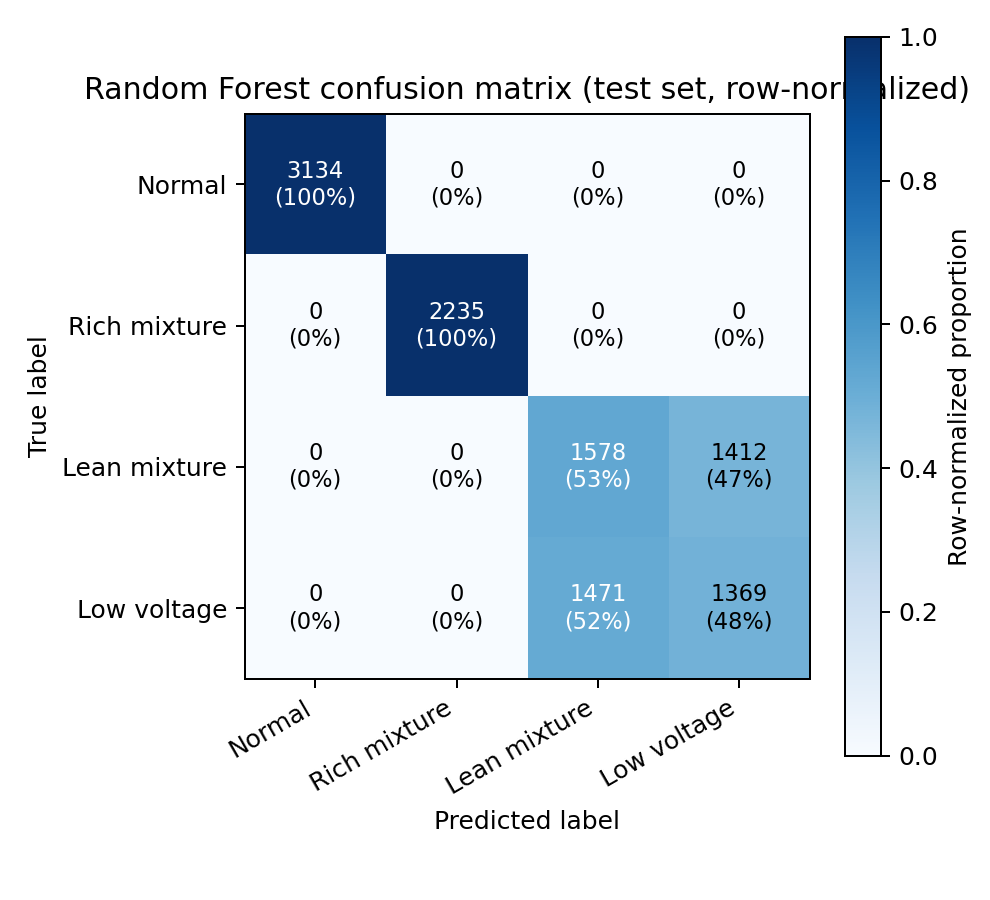 Random Forest confusion matrix (test set, row-normalized)
1.0
0.8
0.6
0.4
0.2
0.0
Row-normalized proportion
True label
Normal
3134 0 0 0
(100%) (0%) (0%) (0%)
Rich mixture
0 2235 0 0
(0%) (100%) (0%) (0%)
Lean mixture
0 0 1578 1412
(0%) (0%) (53%) (47%)
Low voltage
0 0 1471 1369
(0%) (0%) (52%) (48%)
Normal
Rich mixture
Lean mixture
Low voltage
Predicted label